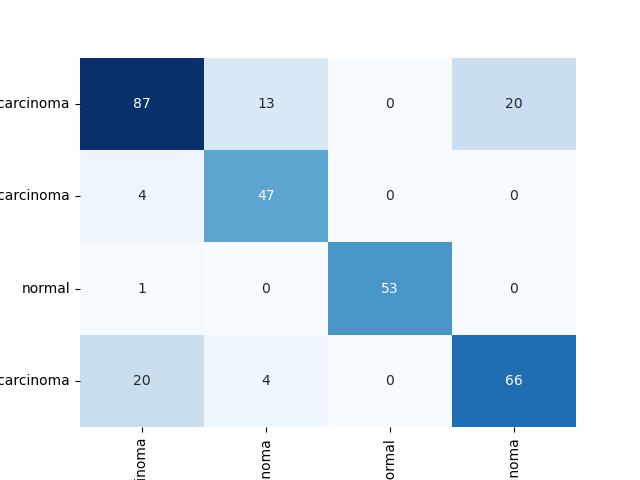 carcinoma 87 13 0 20
carcinoma 4 47 0 0
normal 1 0 53 0
carcinoma 20 4 0 66
inoma noma ormal noma